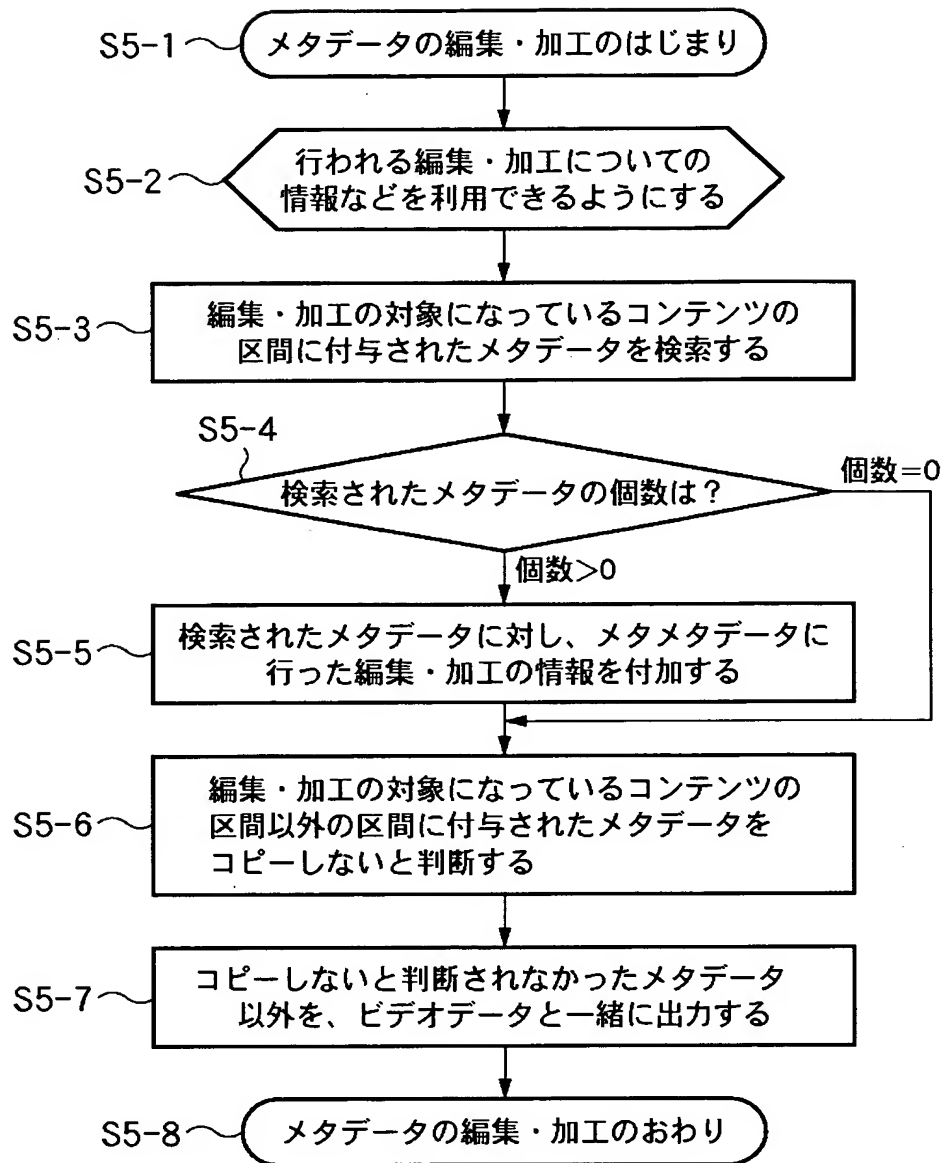 S5-1
メタデータの編集・加工のはじまり
S5-2
行われる編集・加工についての
情報などを利用できるようにする
S5-3
編集・加工の対象になっているコンテンツの
区間に付与されたメタデータを検索する
S5-4
検索されたメタデータの個数は?
個数=0
個数>0
S5-5
検索されたメタデータに対し、メタメタデータに
行った編集・加工の情報を付加する
S5-6
編集・加工の対象になっているコンテンツの
区間以外の区間に付与されたメタデータを
コピーしないと判断する
S5-7
コピーしないと判断されなかったメタデータ
以外を、ビデオデータと一緒に出力する
S5-8
メタデータの編集・加工のおわり